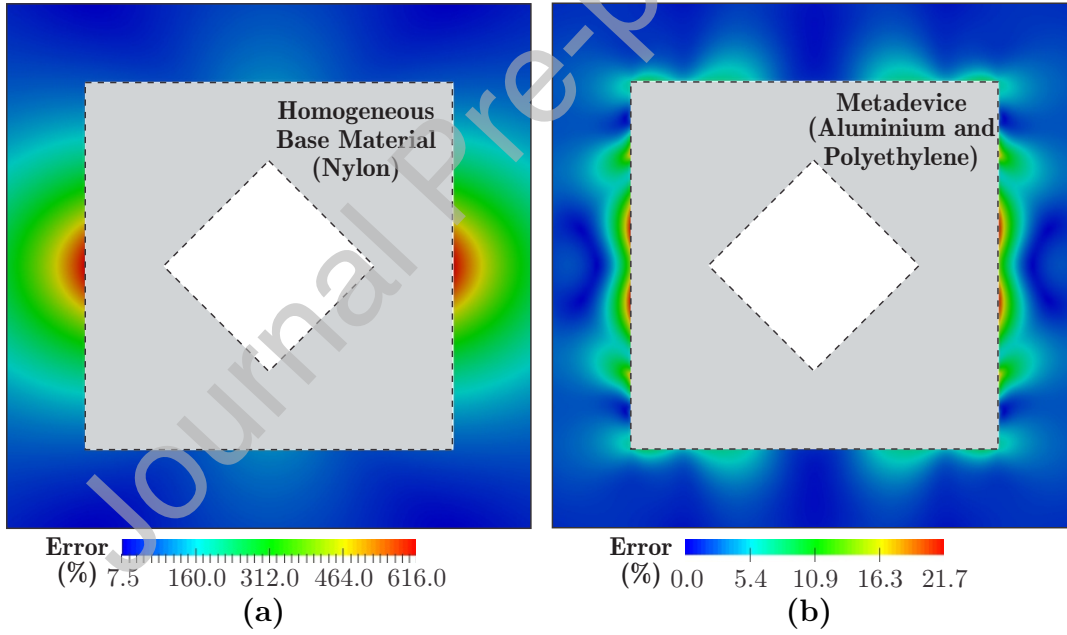 Homogeneous
Base Material
(Nylon)
Metadevice
(Aluminium and
Polyethylene)
Journal Pre-p
Error
(%)
7.5 160.0 312.0 464.0 616.0
(a)
Error
(%)
0.0 5.4 10.9 16.3 21.7
(b)